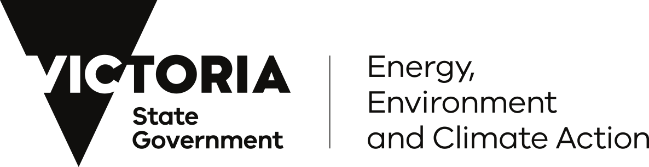 VICTORIA
State
Government
Energy,
Environment
and Climate Action